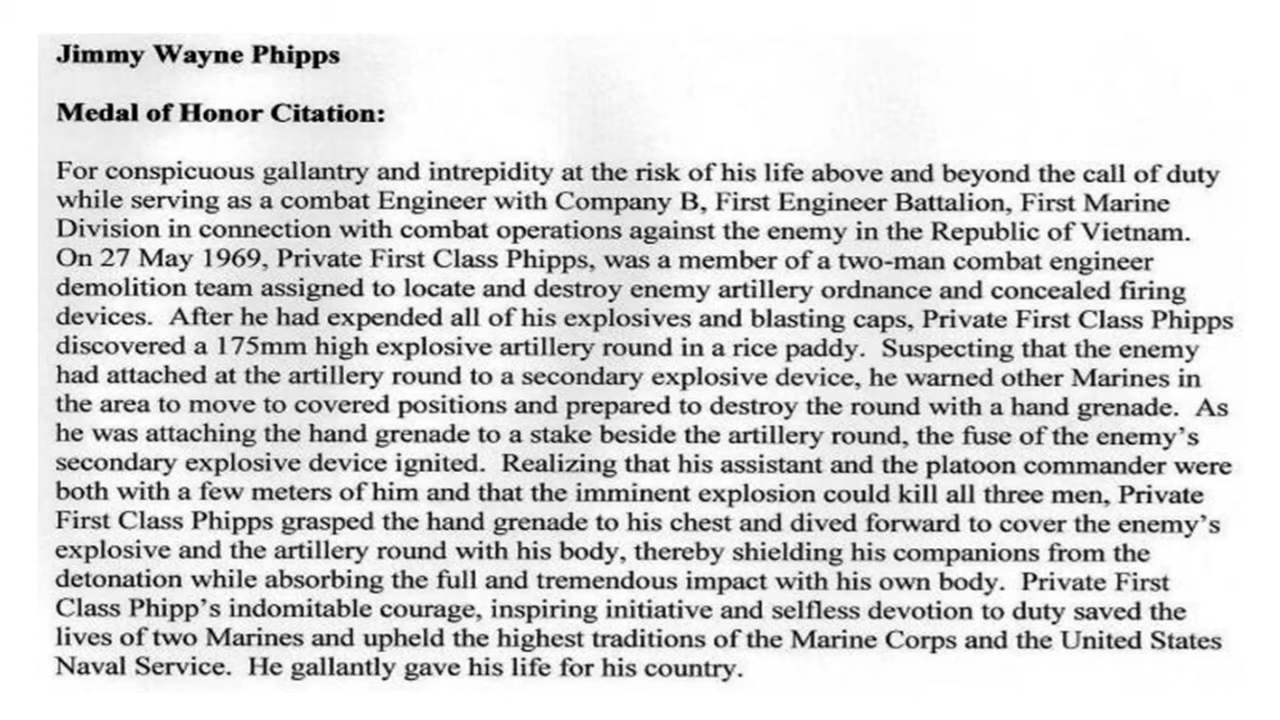 Jimmy Wayne Phipps
Medal of Honor Citation:
For conspicuous gallantry and intrepidity at the risk of his life above and beyond the call of duty
while serving as a combat Engineer with Company B, First Engineer Battalion, First Marine
Division in connection with combat operations against the enemy in the Republic of Vietnam.
On 27 May 1969, Private First Class Phipps, was a member of a two-man combat engineer
demolition team assigned to locate and destroy enemy artillery ordnance and concealed firing
devices.  After he had expended all of his explosives and blasting caps, Private First Class Phipps
discovered a 175mm high explosive artillery round in a rice paddy.  Suspecting that the enemy
had attached at the artillery round to a secondary explosive device, he warned other Marines in
the area to move to covered positions and prepared to destroy the round with a hand grenade.  As
he was attaching the hand grenade to a stake beside the artillery round, the fuse of the enemy’s
secondary explosive device ignited.  Realizing that his assistant and the platoon commander were
both with a few meters of him and that the imminent explosion could kill all three men, Private
First Class Phipps grasped the hand grenade to his chest and dived forward to cover the enemy’s
explosive and the artillery round with his body, thereby shielding his companions from the
detonation while absorbing the full and tremendous impact with his own body.  Private First
Class Phipp’s indomitable courage, inspiring initiative and selfless devotion to duty saved the
lives of two Marines and upheld the highest traditions of the Marine Corps and the United States
Naval Service.  He gallantly gave his life for his country.